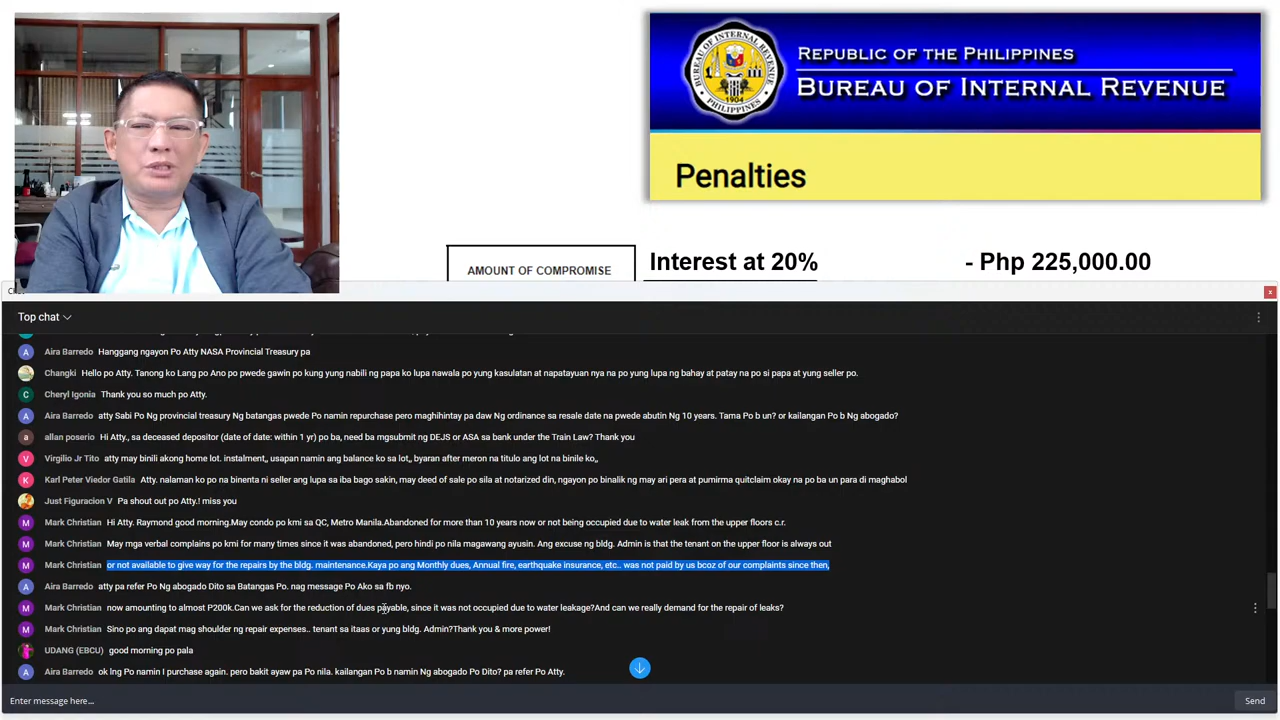 REPUBLIC OF THE PHILIPPINES
BUREAU OF INTERNAL REVENUE
BUREAU OF INTERNAL REVENUE
1904
PHILIPPINES
Penalties
AMOUNT OF COMPROMISE
Interest at 20% - Php 225,000.00
Top chat
Aira Barredo Hanggang ngayon Po Atty NASA Provincial Treasury pa
Changki Hello po Atty. Tanong ko Lang po Ano po pwede gawin po kung yung nabili ng papa ko lupa nawala po yung kasulatan at napatayuan nya na po yung lupa ng bahay at patay na po si papa at yung seller po.
Cheryl Igonia Thank you so much po Atty.
Aira Barredo atty Sabi Po Ng provincial treasury Ng batangas pwede Po namin repurchase pero maghihintay pa daw Ng ordinance sa resale date na pwede abutin Ng 10 years. Tama Po b un? or kailangan Po b Ng abogado?
allan poserio Hi Atty., sa deceased depositor (date of date: within 1 yr) po ba, need ba mgsubmit ng DEJS or ASA sa bank under the Train Law? Thank you
Virgilio Jr Tito atty may binili akong home lot. instalment,, usapan namin ang balance ko sa lot,, byaran after meron na titulo ang lot na binile ko,,
Karl Peter Viedor Gatila Atty. nalaman ko po na binenta ni seller ang lupa sa iba bago sakin, may deed of sale po sila at notarized din, ngayon po binalik ng may ari pera at pumirma quitclaim okay na po ba un para di maghabol
Just Figuracion V Pa shout out po Atty.! miss you
Mark Christian Hi Atty. Raymond good morning.May condo po kmi sa QC, Metro Manila.Abandoned for more than 10 years now or not being occupied due to water leak from the upper floors c.r.
Mark Christian May mga verbal complains po kmi for many times since it was abandoned, pero hindi po nila magawang ayusin. Ang excuse ng bldg. Admin is that the tenant on the upper floor is always out
Mark Christian or not available to give way for the repairs by the bldg. maintenance.Kaya po ang Monthly dues, Annual fire, earthquake insurance, etc.. was not paid by us bcoz of our complaints since then,
Aira Barredo atty pa refer Po Ng abogado Dito sa Batangas Po. nag message Po Ako sa fb nyo.
Mark Christian now amounting to almost P200k.Can we ask for the reduction of dues payable, since it was not occupied due to water leakage?And can we really demand for the repair of leaks?
Mark Christian Sino po ang dapat mag shoulder ng repair expenses.. tenant sa itaas or yung bldg. Admin?Thank you & more power!
UDANG (EBCU) good morning po pala
Aira Barredo ok lng Po namin I purchase again. pero bakit ayaw pa Po nila. kailangan Po b namin Ng abogado Po Dito? pa refer Po Atty.
Enter message here...
Send